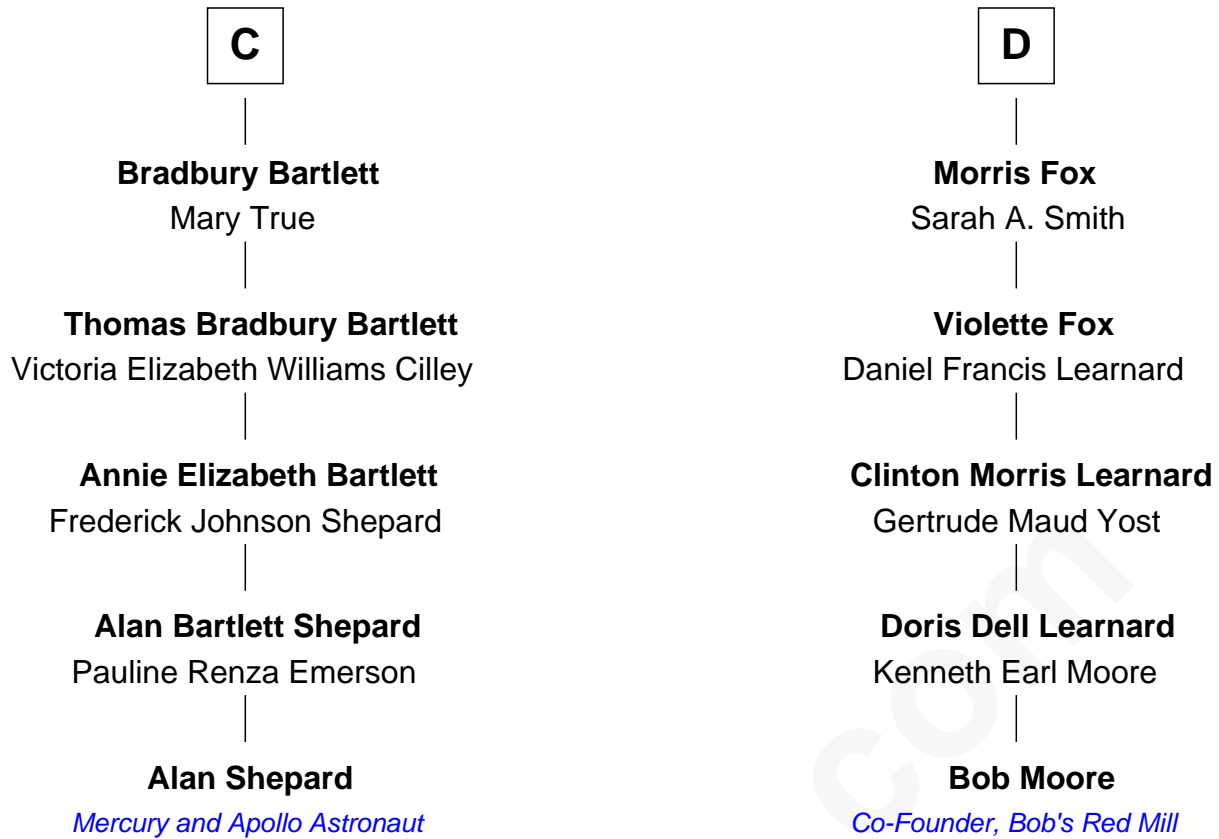 C
Bradbury Bartlett
Mary True
Thomas Bradbury Bartlett
Victoria Elizabeth Williams Cilley
Annie Elizabeth Bartlett
Frederick Johnson Shepard
Alan Bartlett Shepard
Pauline Renza Emerson
Alan Shepard
Mercury and Apollo Astronaut
D
Morris Fox
Sarah A. Smith
Violette Fox
Daniel Francis Learnard
Clinton Morris Learnard
Gertrude Maud Yost
Doris Dell Learnard
Kenneth Earl Moore
Bob Moore
Co-Founder, Bob's Red Mill
com